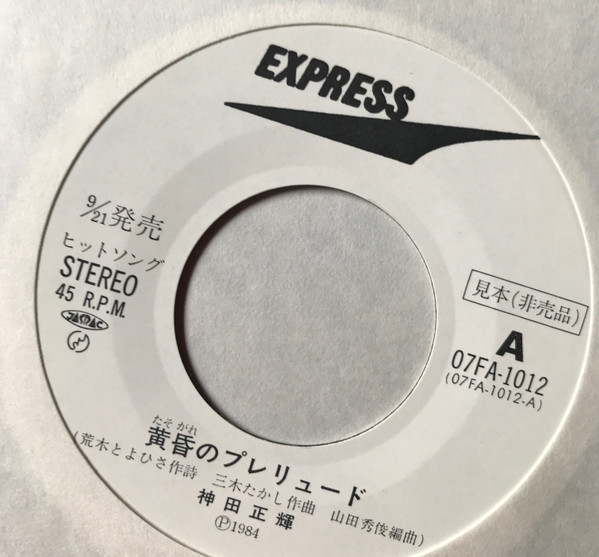 EXPRESS
9/21発売
ヒットソング
STEREO
45 R.P.M.
JASRAC
見本(非売品)
A
07FA-1012
(07FA-1012-A)
たそがれ
黄昏のプレリュード
(荒木とよひさ作詩 三木たかし作曲 山田秀俊編曲)
神田正輝
Ⓟ1984